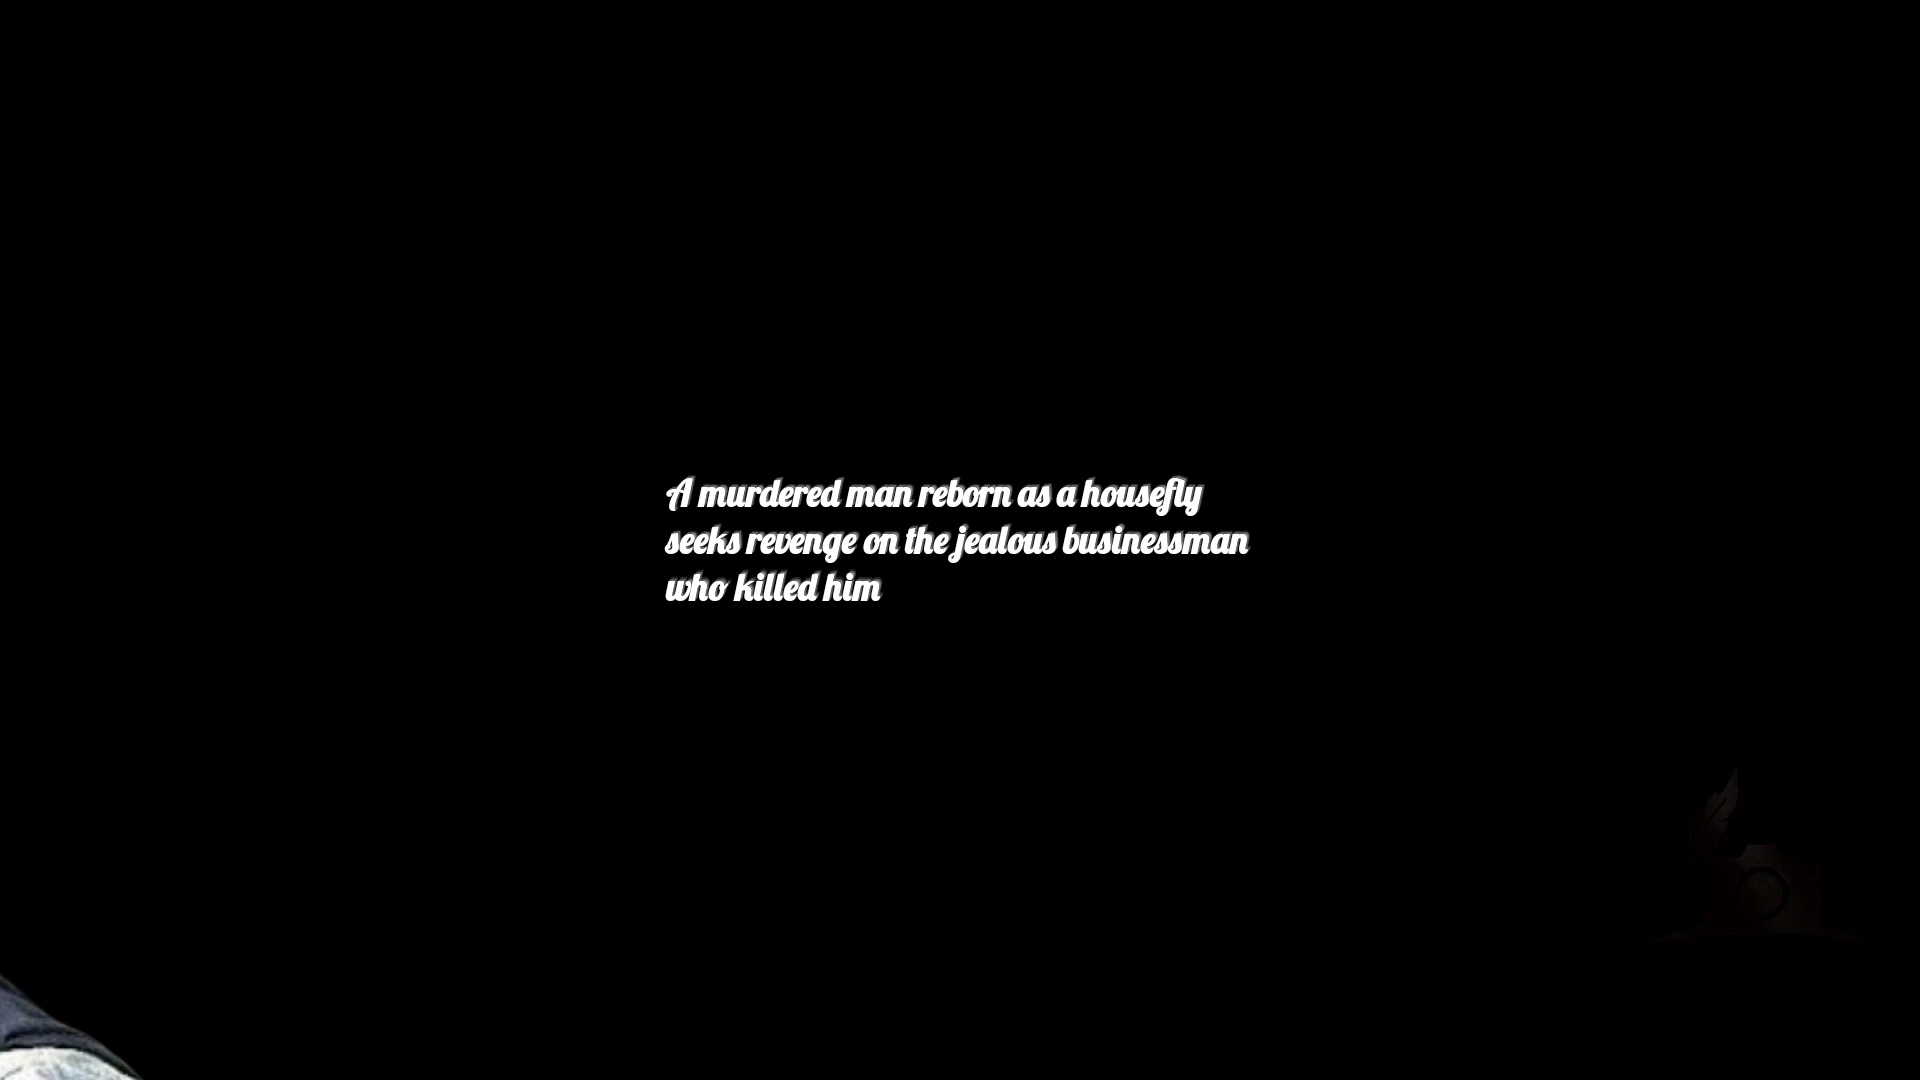 A murdered man reborn as a housefly
seeks revenge on the jealous businessman
who killed him